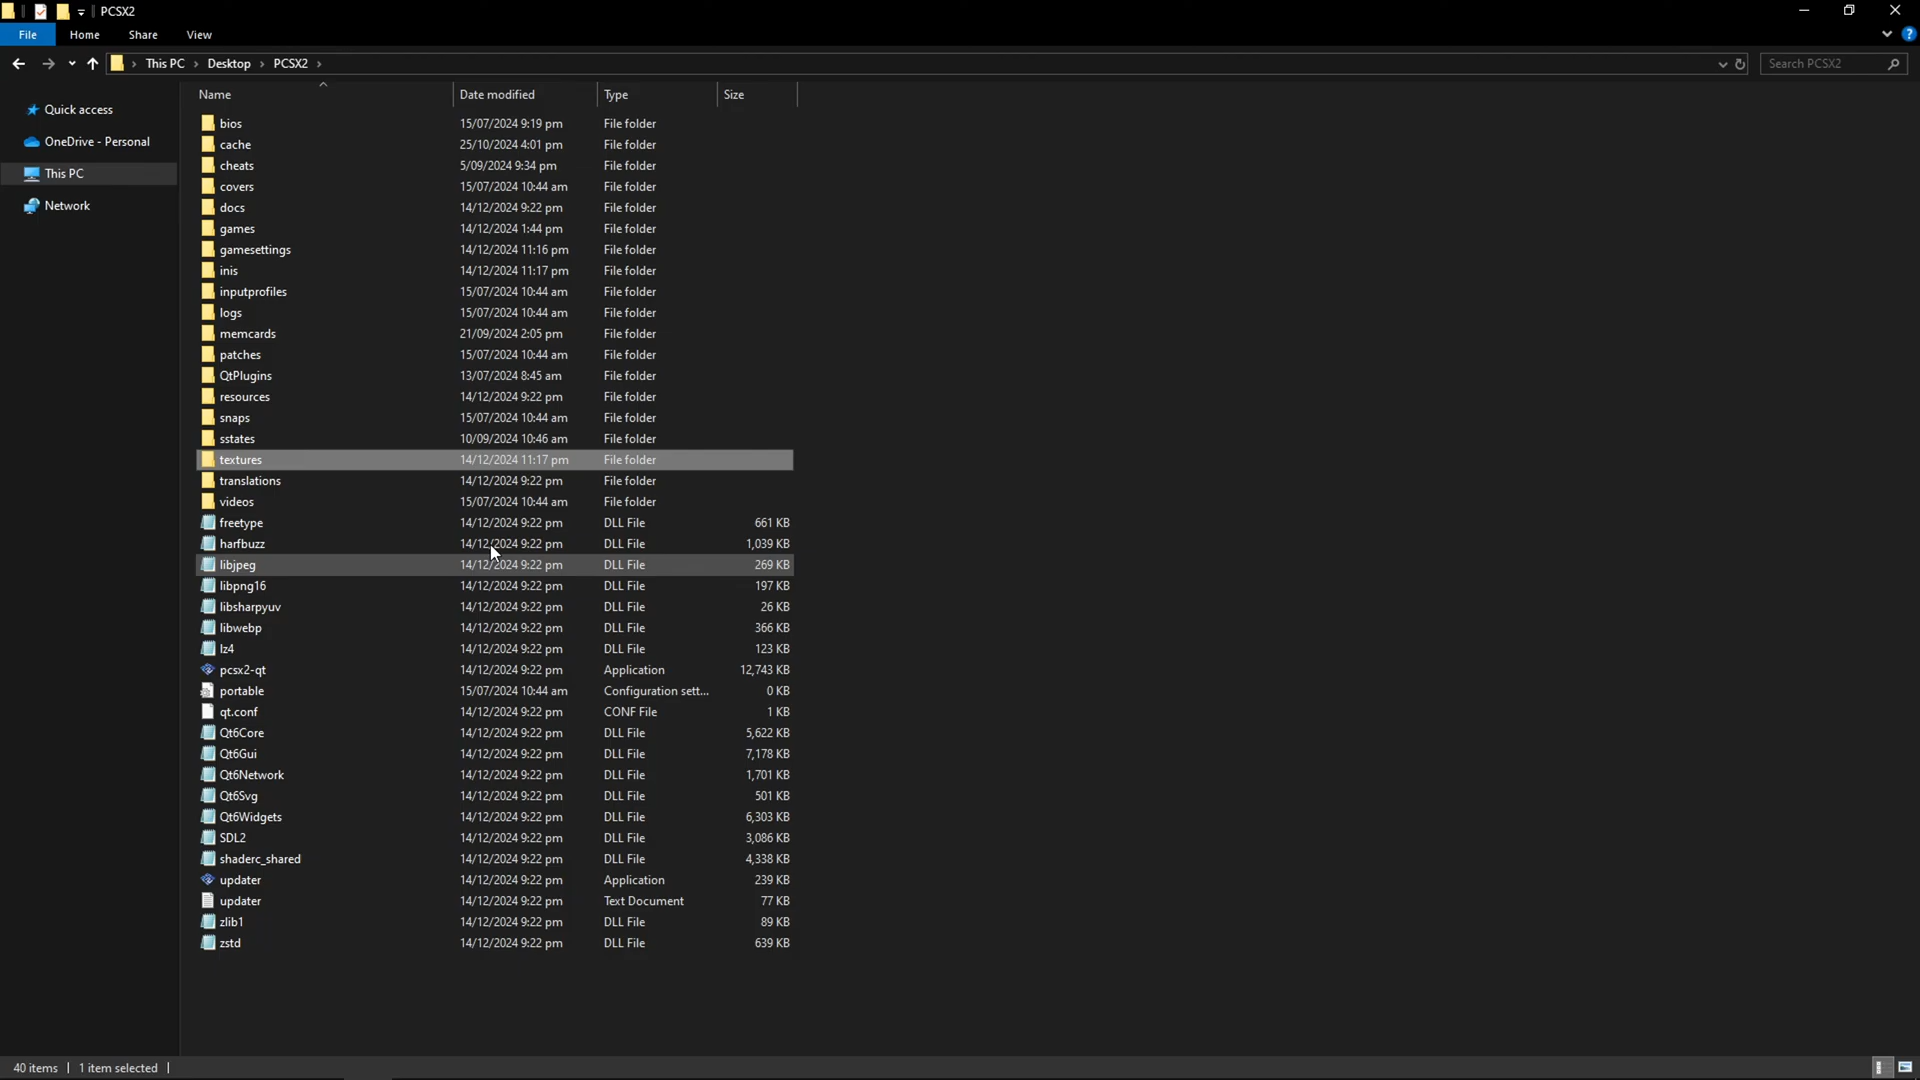 PCSX2
File Home Share View
This PC Desktop PCSX2 Search PCSX2
Name Date modified Type Size
Quick access
OneDrive - Personal
This PC
Network
bios 15/07/2024 9:19 pm File folder
cache 25/10/2024 4:01 pm File folder
cheats 5/09/2024 9:34 pm File folder
covers 15/07/2024 10:44 am File folder
docs 14/12/2024 9:22 pm File folder
games 14/12/2024 1:44 pm File folder
gamesettings 14/12/2024 11:16 pm File folder
inis 14/12/2024 11:17 pm File folder
inputprofiles 15/07/2024 10:44 am File folder
logs 15/07/2024 10:44 am File folder
memcards 21/09/2024 2:05 pm File folder
patches 15/07/2024 10:44 am File folder
QtPlugins 13/07/2024 8:45 am File folder
resources 14/12/2024 9:22 pm File folder
snaps 15/07/2024 10:44 am File folder
sstates 10/09/2024 10:46 am File folder
textures 14/12/2024 11:17 pm File folder
translations 14/12/2024 9:22 pm File folder
videos 15/07/2024 10:44 am File folder
freetype 14/12/2024 9:22 pm DLL File 661 KB
harfbuzz 14/12/2024 9:22 pm DLL File 1,039 KB
libjpeg 14/12/2024 9:22 pm DLL File 269 KB
libpng16 14/12/2024 9:22 pm DLL File 197 KB
libsharpyuv 14/12/2024 9:22 pm DLL File 26 KB
libwebp 14/12/2024 9:22 pm DLL File 366 KB
lz4 14/12/2024 9:22 pm DLL File 123 KB
pcsx2-qt 14/12/2024 9:22 pm Application 12,743 KB
portable 15/07/2024 10:44 am Configuration sett... 0 KB
qt.conf 14/12/2024 9:22 pm CONF File 1 KB
Qt6Core 14/12/2024 9:22 pm DLL File 5,622 KB
Qt6Gui 14/12/2024 9:22 pm DLL File 7,178 KB
Qt6Network 14/12/2024 9:22 pm DLL File 1,701 KB
Qt6Svg 14/12/2024 9:22 pm DLL File 501 KB
Qt6Widgets 14/12/2024 9:22 pm DLL File 6,303 KB
SDL2 14/12/2024 9:22 pm DLL File 3,086 KB
shaderc_shared 14/12/2024 9:22 pm DLL File 4,338 KB
updater 14/12/2024 9:22 pm Application 239 KB
updater 14/12/2024 9:22 pm Text Document 77 KB
zlib1 14/12/2024 9:22 pm DLL File 89 KB
zstd 14/12/2024 9:22 pm DLL File 639 KB
40 items 1 item selected